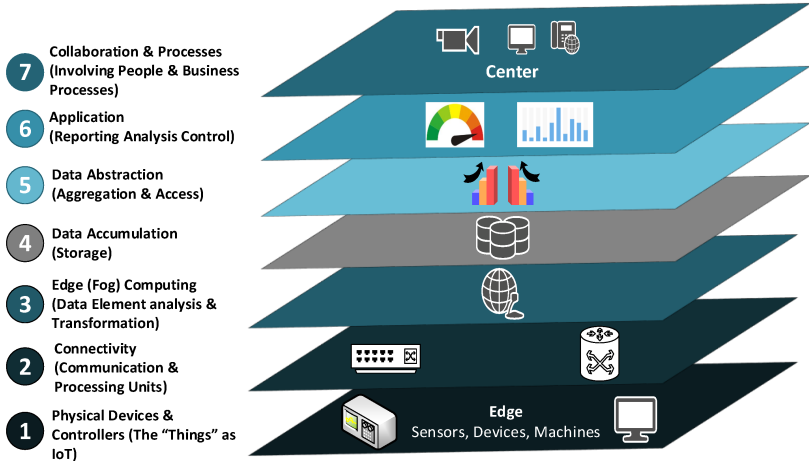 7
Collaboration & Processes
(Involving People & Business
Processes)
Center
6
Application
(Reporting Analysis Control)
5
Data Abstraction
(Aggregation & Access)
4
Data Accumulation
(Storage)
3
Edge (Fog) Computing
(Data Element analysis &
Transformation)
2
Connectivity
(Communication &
Processing Units)
1
Physical Devices &
Controllers (The “Things” as
IoT)
Edge
Sensors, Devices, Machines